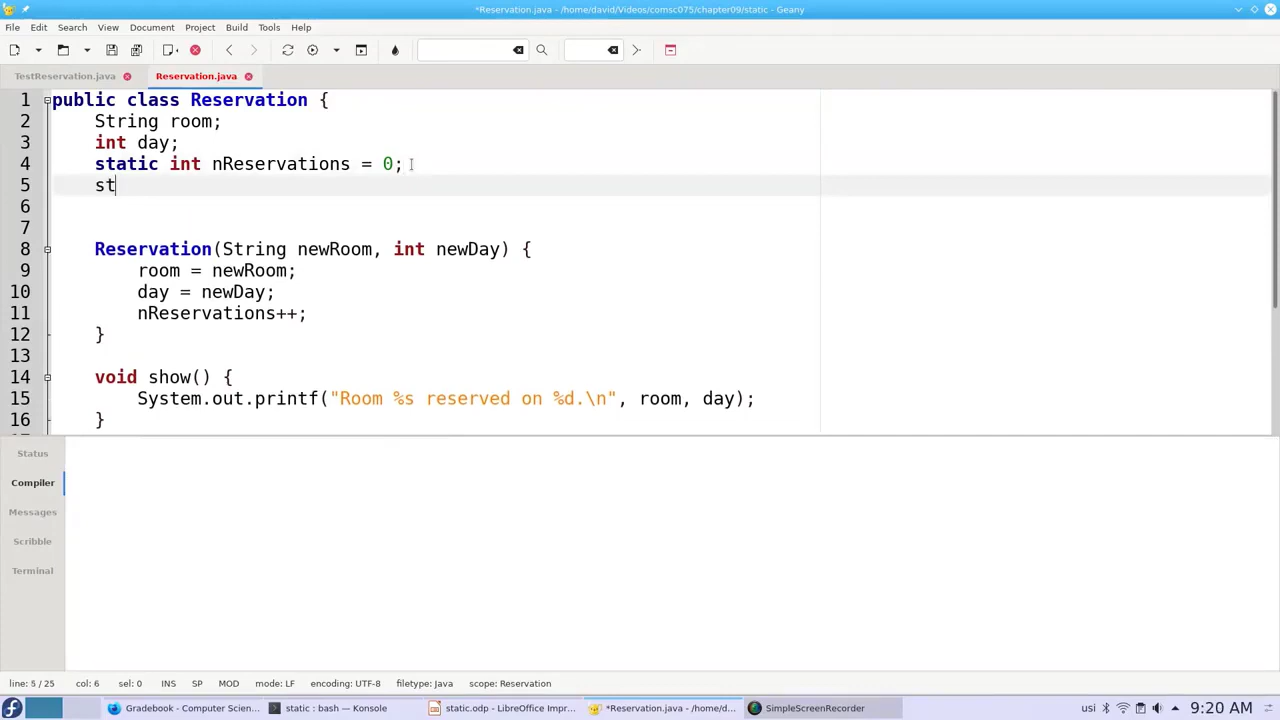 *Reservation.java - /home/david/Videos/comsc075/chapter09/static - Geany
File Edit Search View Document Project Build Tools Help
TestReservation.java Reservation.java
1 public class Reservation {
2 String room;
3 int day;
4 static int nReservations = 0;
5 st
6
7
8 Reservation(String newRoom, int newDay) {
9 room = newRoom;
10 day = newDay;
11 nReservations++;
12 }
13
14 void show() {
15 System.out.printf("Room %s reserved on %d.\n", room, day);
16 }
Status
Compiler
Messages
Scribble
Terminal
line: 5 / 25 col: 6 sel: 0 INS SP MOD mode: LF encoding: UTF-8 filetype: Java scope: Reservation
Gradebook - Computer Scien... static : bash — Konsole static.odp - LibreOffice Impr... *Reservation.java - /home/d... SimpleScreenRecorder usi 9:20 AM